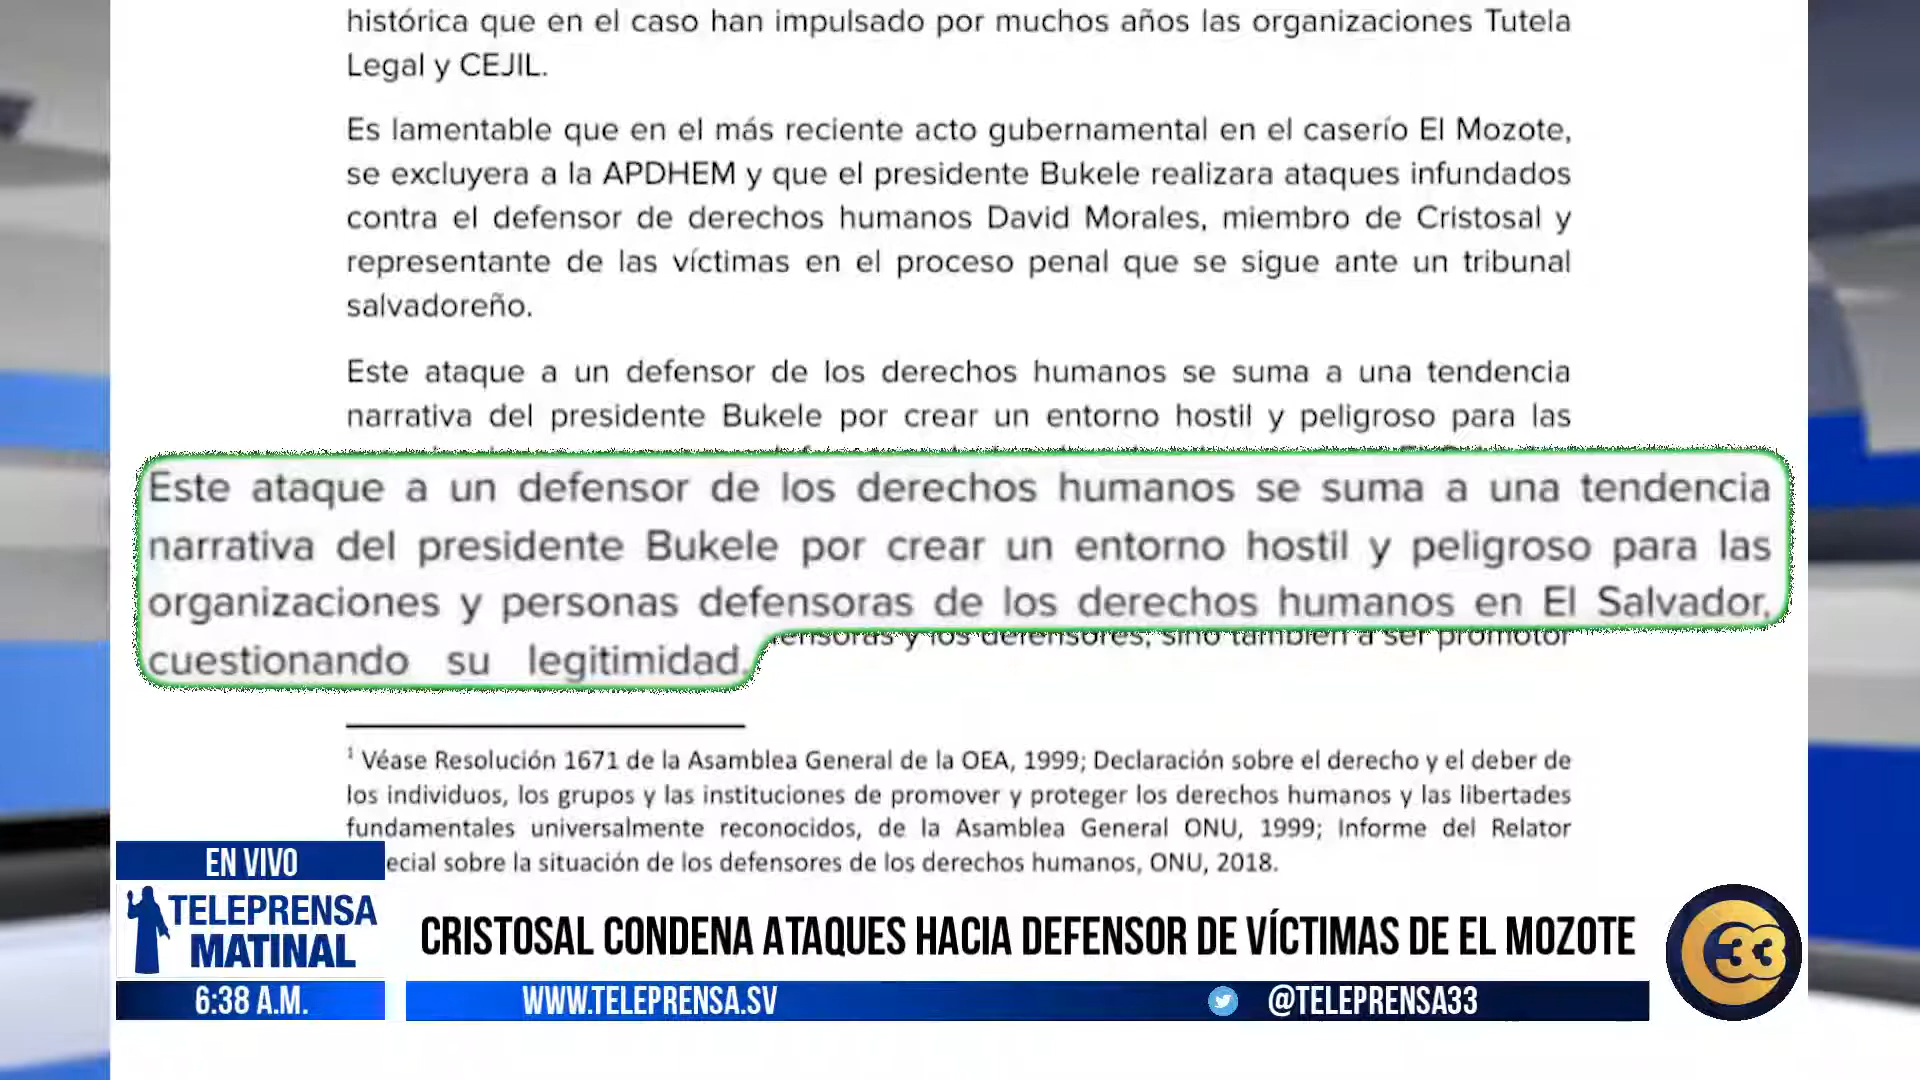 histórica que en el caso han impulsado por muchos años las organizaciones Tutela
Legal y CEJIL.
Es lamentable que en el más reciente acto gubernamental en el caserío El Mozote,
se excluyera a la APDHEM y que el presidente Bukele realizara ataques infundados
contra el defensor de derechos humanos David Morales, miembro de Cristosal y
representante de las víctimas en el proceso penal que se sigue ante un tribunal
salvadoreño.
Este ataque a un defensor de los derechos humanos se suma a una tendencia
narrativa del presidente Bukele por crear un entorno hostil y peligroso para las
Este ataque a un defensor de los derechos humanos se suma a una tendencia
narrativa del presidente Bukele por crear un entorno hostil y peligroso para las
organizaciones y personas defensoras de los derechos humanos en El Salvador,
cuestionando su legitimidad.
y los defensores, sino también a ser promotor
1 Véase Resolución 1671 de la Asamblea General de la OEA, 1999; Declaración sobre el derecho y el deber de
los individuos, los grupos y las instituciones de promover y proteger los derechos humanos y las libertades
fundamentales universalmente reconocidos, de la Asamblea General ONU, 1999; Informe del Relator
ecial sobre la situación de los defensores de los derechos humanos, ONU, 2018.
EN VIVO
TELEPRENSA
MATINAL
6:38 A.M.
CRISTOSAL CONDENA ATAQUES HACIA DEFENSOR DE VÍCTIMAS DE EL MOZOTE
WWW.TELEPRENSA.SV
@TELEPRENSA33
C33